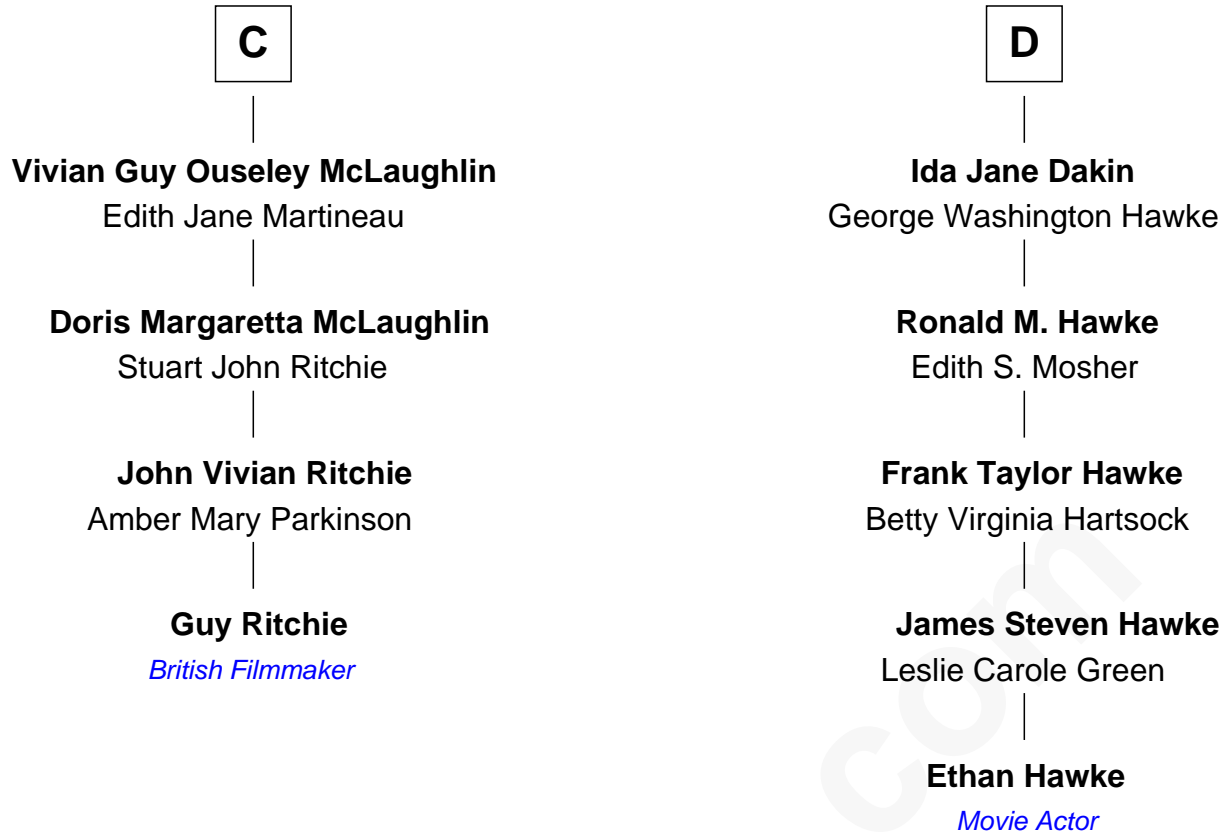 C
Vivian Guy Ouseley McLaughlin
Edith Jane Martineau
Doris Margaretta McLaughlin
Stuart John Ritchie
John Vivian Ritchie
Amber Mary Parkinson
Guy Ritchie
British Filmmaker
D
Ida Jane Dakin
George Washington Hawke
Ronald M. Hawke
Edith S. Mosher
Frank Taylor Hawke
Betty Virginia Hartsock
James Steven Hawke
Leslie Carole Green
Ethan Hawke
Movie Actor
com